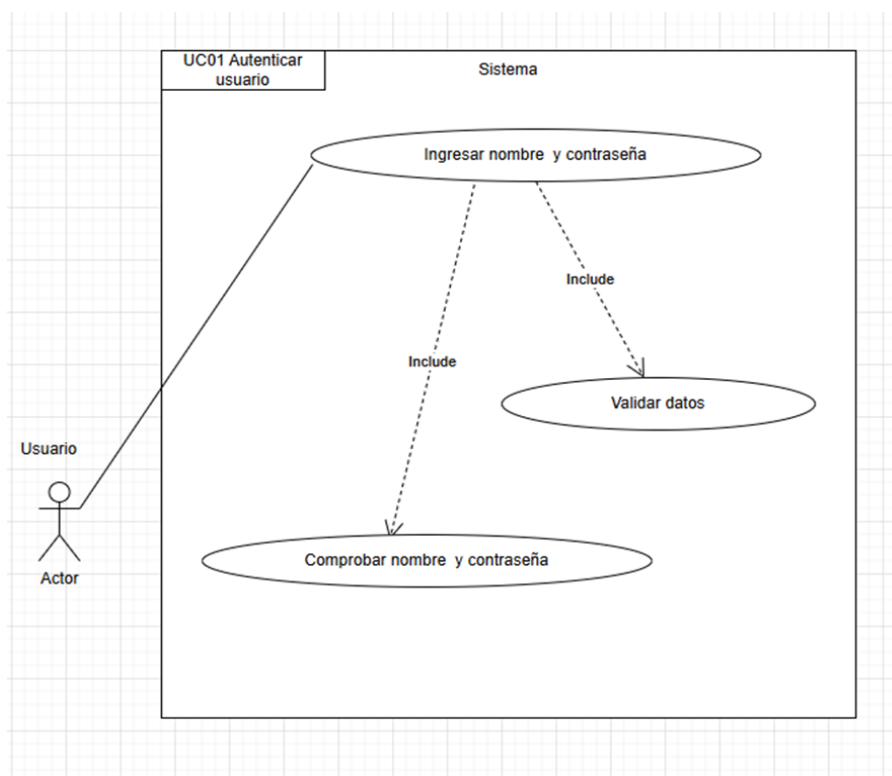 UC01 Autenticar
usuario
Sistema
Ingresar nombre y contraseña
Include
Include
Validar datos
Usuario
Comprobar nombre y contraseña
Actor